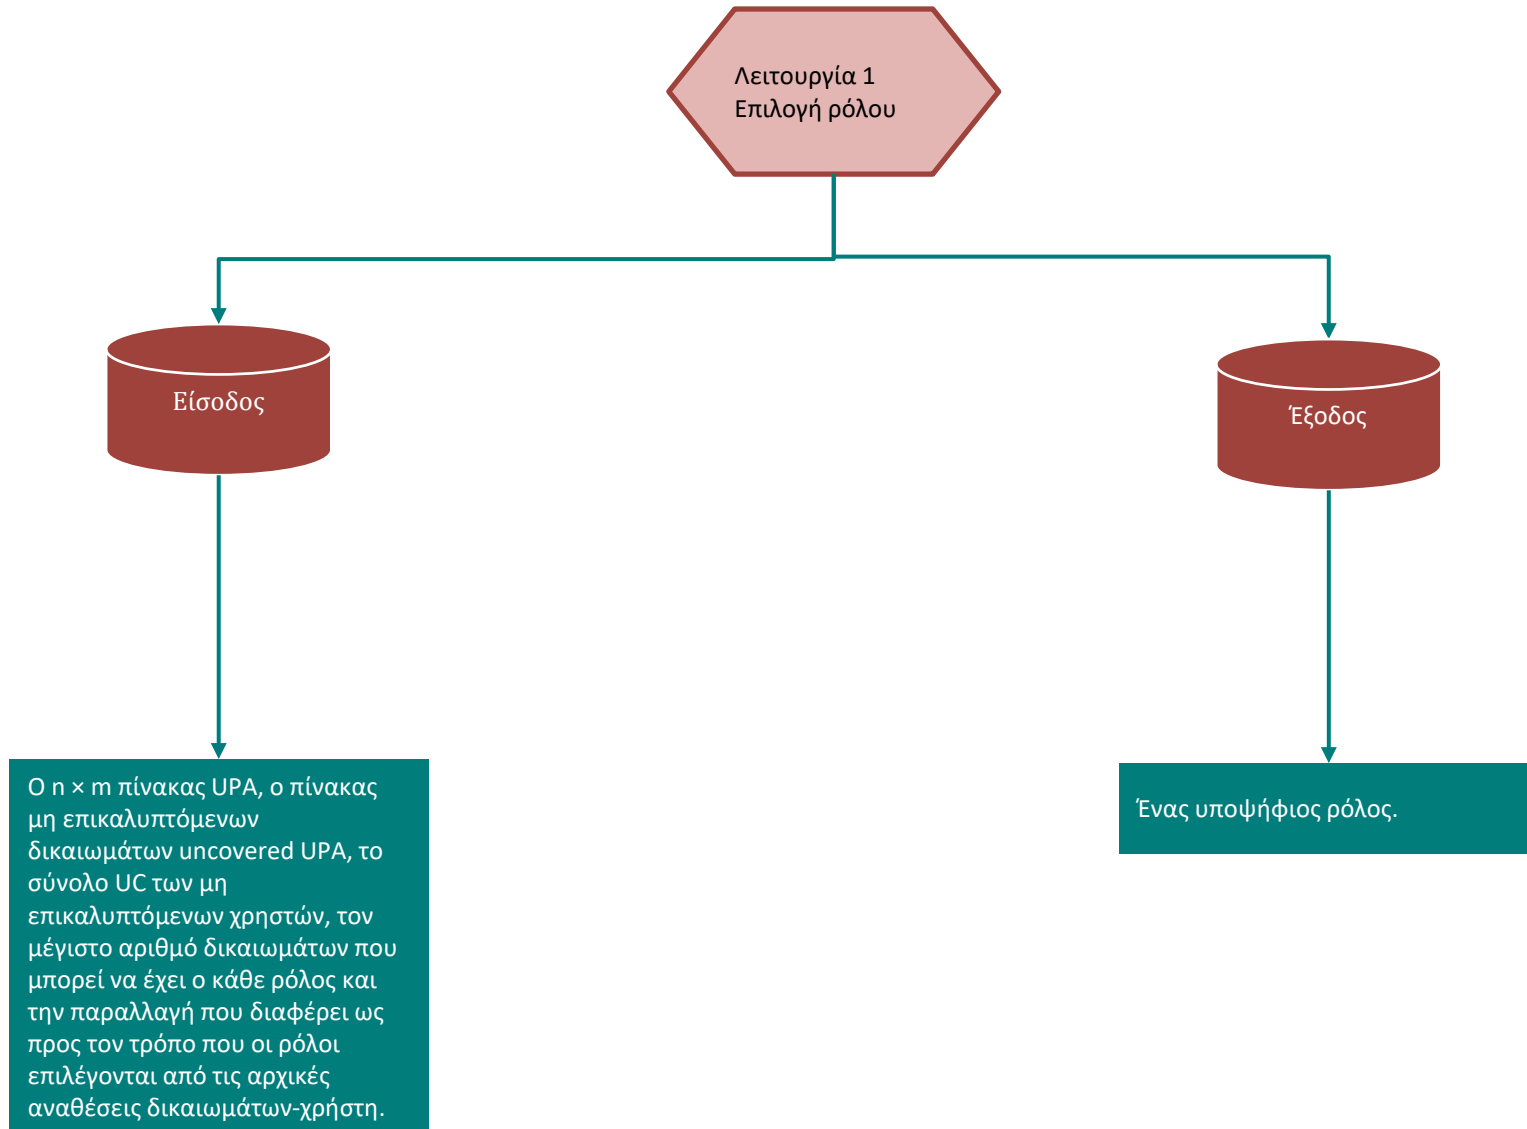 Λειτουργία 1
Επιλογή ρόλου
Είσοδος
Έξοδος
Ο n × m πίνακας UPA, ο πίνακας
μη επικαλυπτόμενων
δικαιωμάτων uncovered UPA, το
σύνολο UC των μη
επικαλυπτόμενων χρηστών, τον
μέγιστο αριθμό δικαιωμάτων που
μπορεί να έχει ο κάθε ρόλος και
την παραλλαγή που διαφέρει ως
προς τον τρόπο που οι ρόλοι
επιλέγονται από τις αρχικές
αναθέσεις δικαιωμάτων-χρήστη.
Ένας υποψήφιος ρόλος.